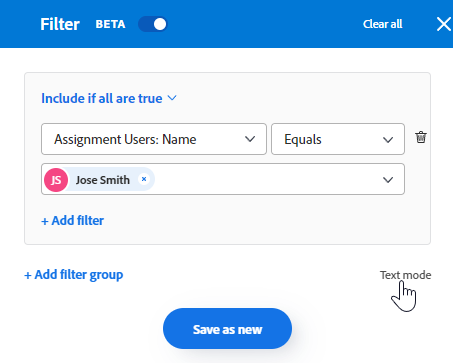 Filter BETA Clear all
Include if all are true
Assignment Users: Name Equals
JS Jose Smith ×
+ Add filter
+ Add filter group Text mode
Save as new